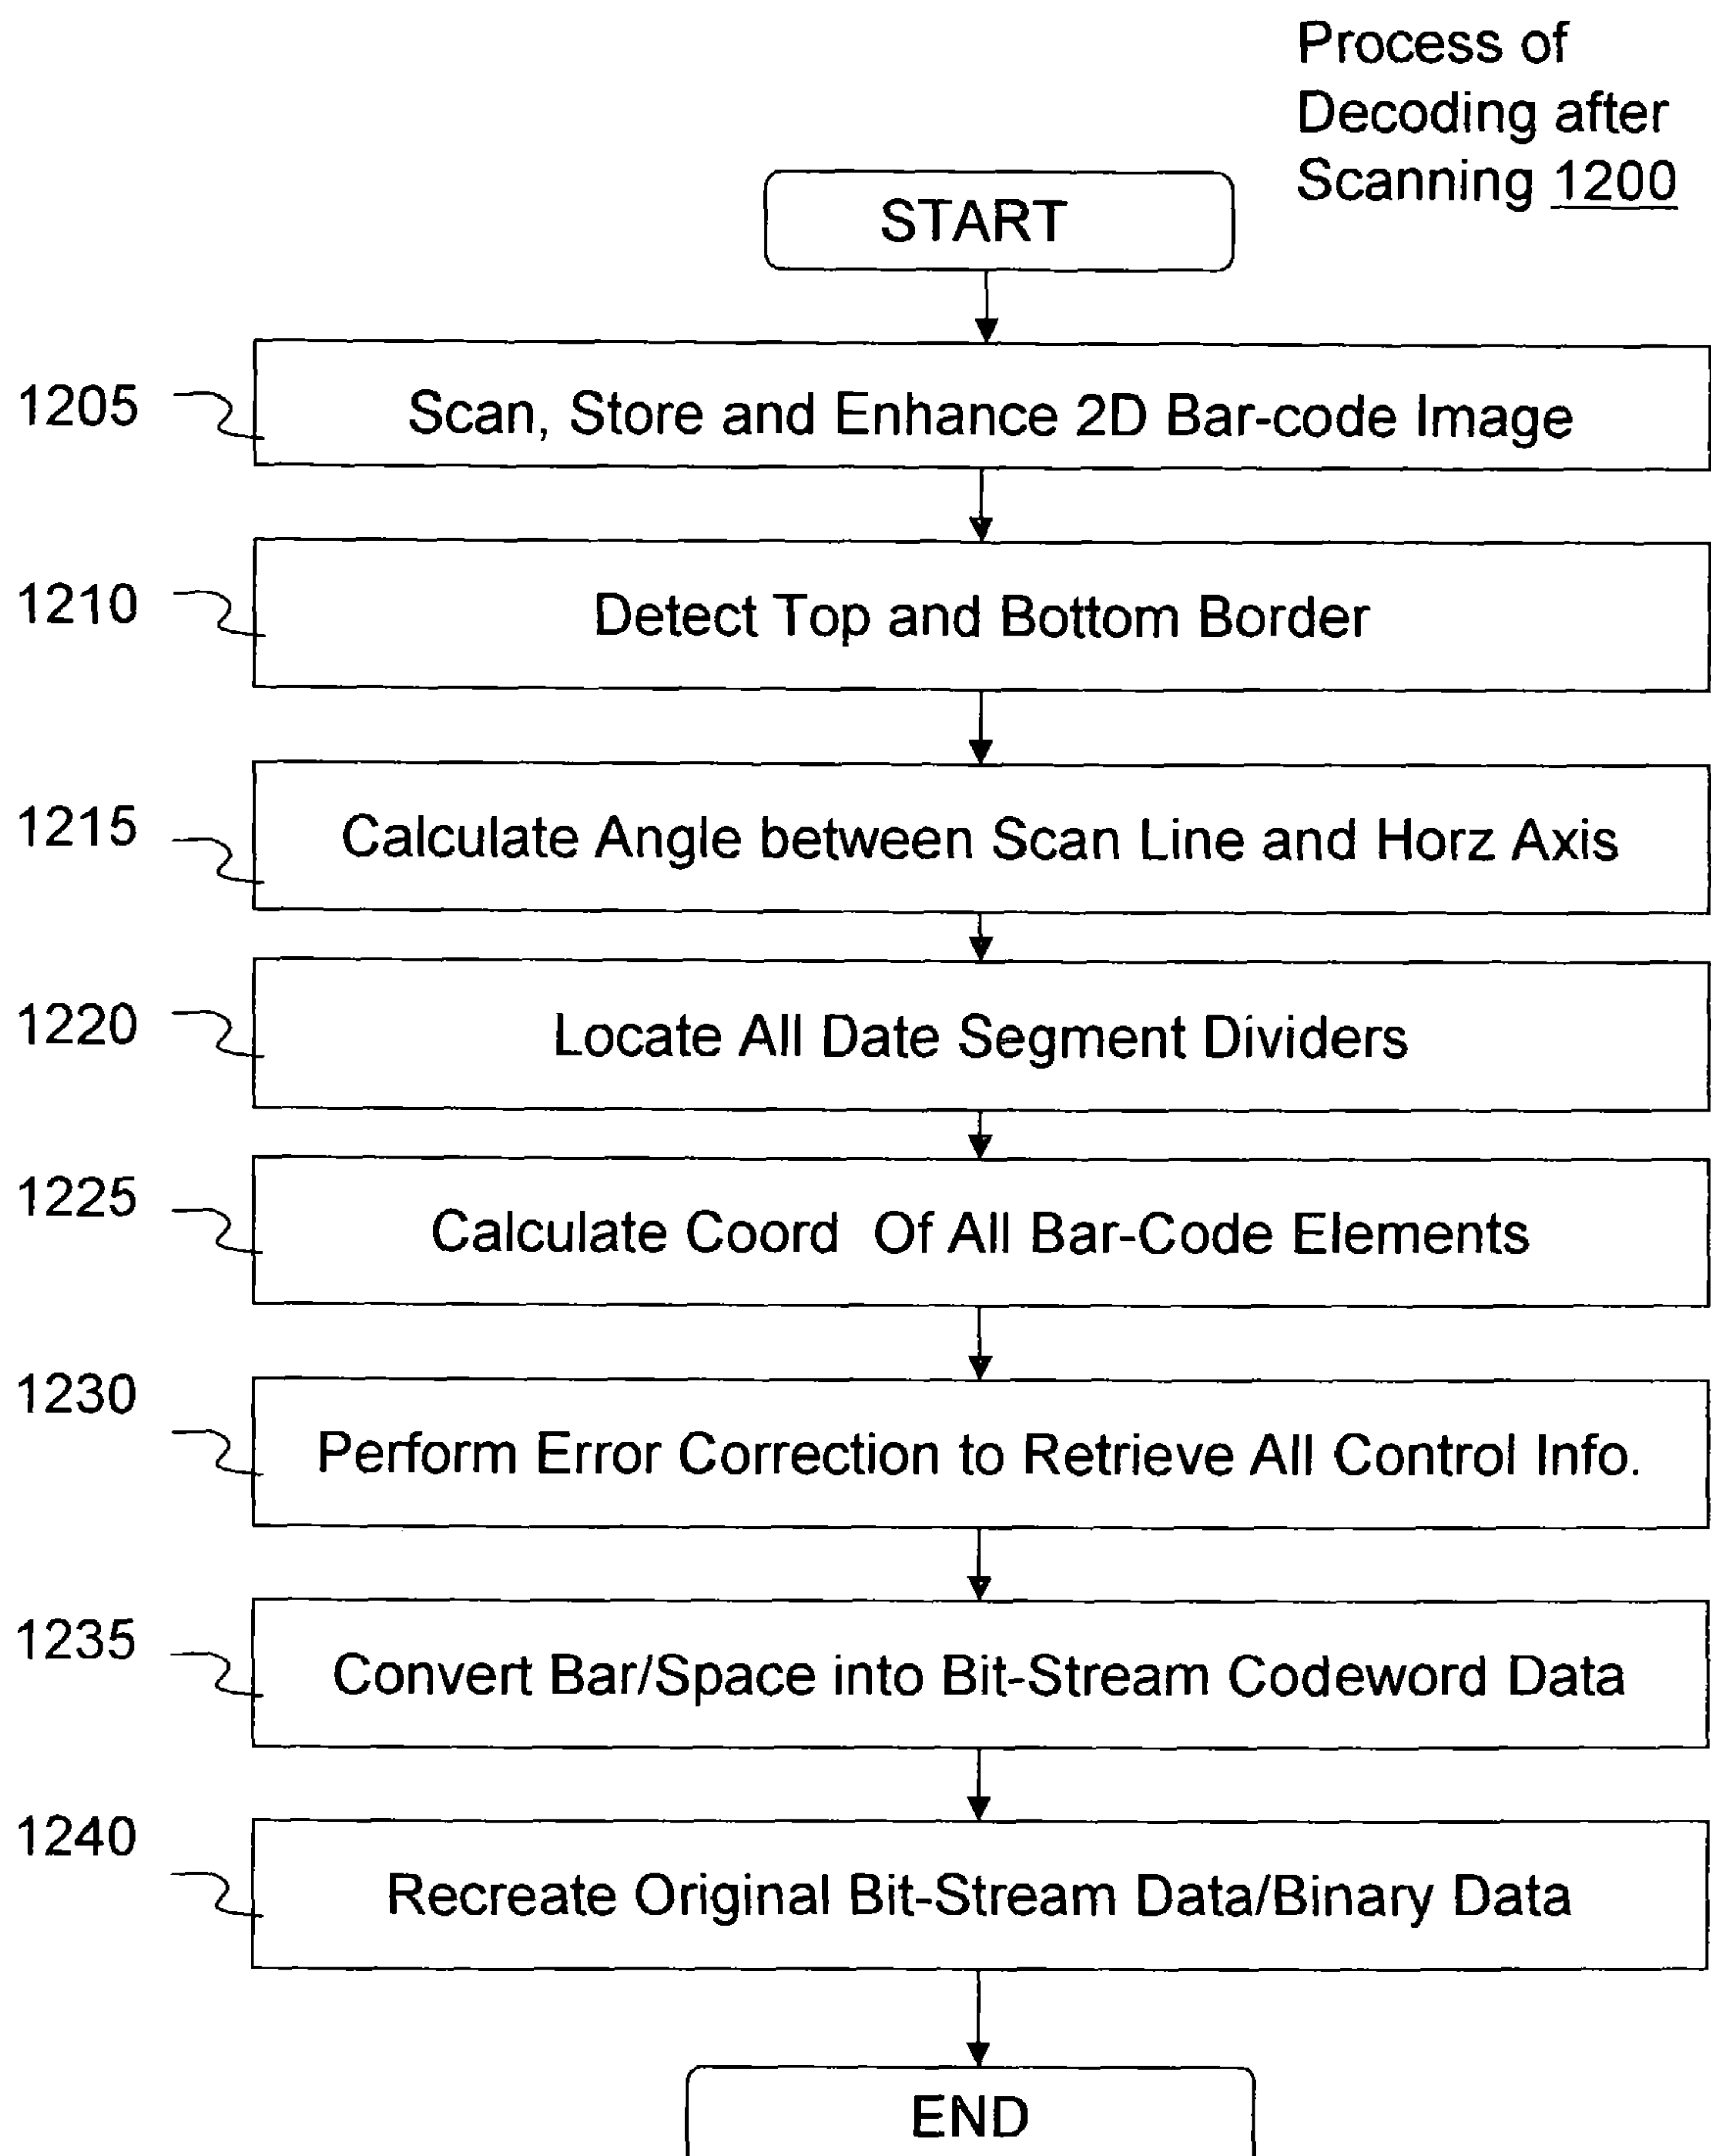 Process of
Decoding after
Scanning 1200
START
1205
Scan, Store and Enhance 2D Bar-code Image
1210
Detect Top and Bottom Border
1215
Calculate Angle between Scan Line and Horz Axis
1220
Locate All Date Segment Dividers
1225
Calculate Coord Of All Bar-Code Elements
1230
Perform Error Correction to Retrieve All Control Info.
1235
Convert Bar/Space into Bit-Stream Codeword Data
1240
Recreate Original Bit-Stream Data/Binary Data
END